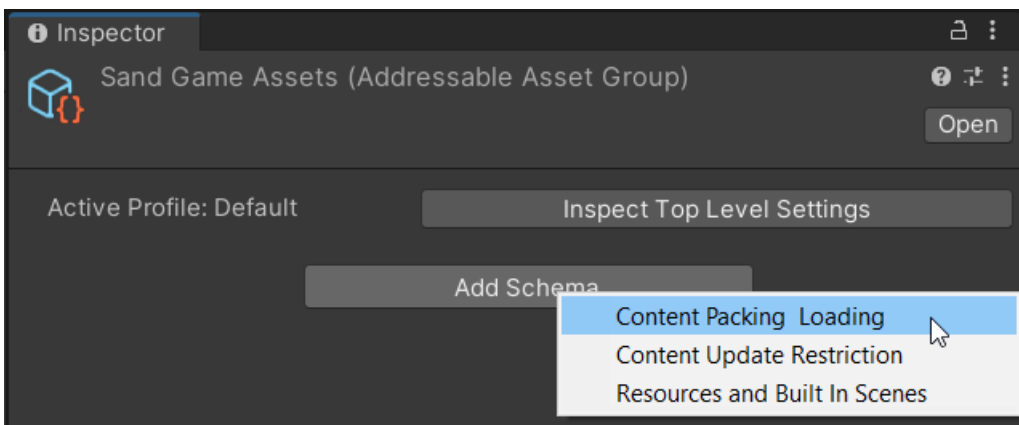 Inspector
Sand Game Assets (Addressable Asset Group)
Open
Active Profile: Default
Inspect Top Level Settings
Add Schema
Content Packing  Loading
Content Update Restriction
Resources and Built In Scenes